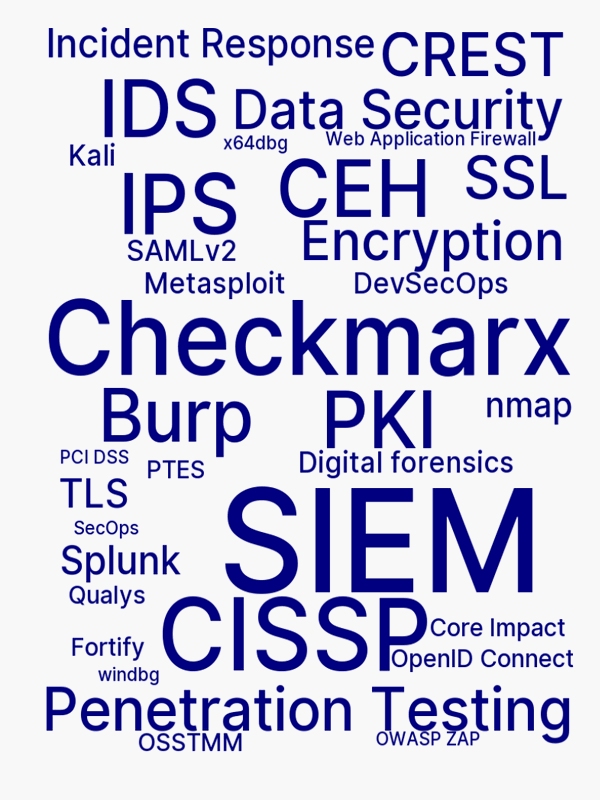 Incident Response
CREST
IDS
Data Security
x64dbg
Web Application Firewall
Kali
IPS
CEH
SSL
SAMLv2
Encryption
Metasploit
DevSecOps
Checkmarx
Burp
PKI
nmap
PCI DSS
PTES
Digital forensics
TLS
SIEM
SecOps
Splunk
Qualys
CISSP
Core Impact
Fortify
OpenID Connect
windbg
Penetration Testing
OSSTMM
OWASP ZAP